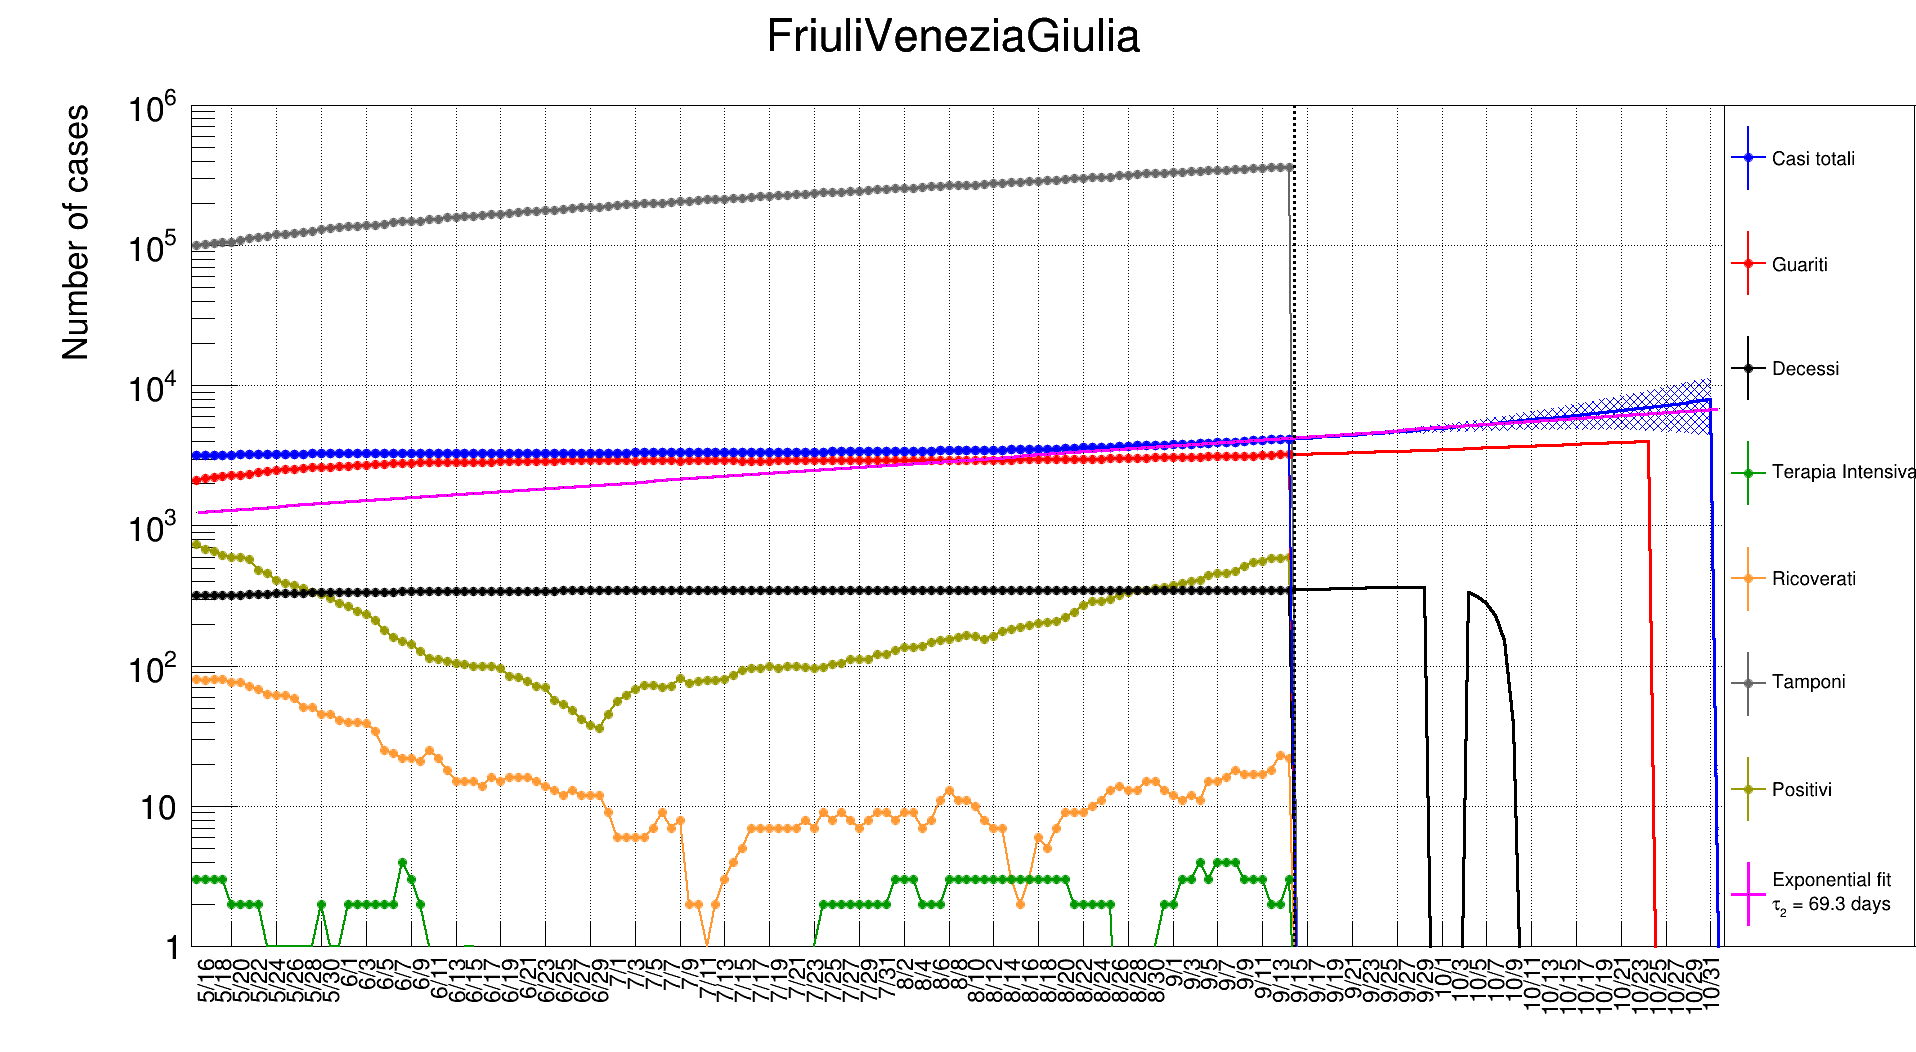 FriuliVeneziaGiulia
Number of cases
10^6
10^5
10^4
10^3
10^2
10
1
5/16 5/18 5/20 5/22 5/24 5/26 5/28 5/30 6/1 6/3 6/5 6/7 6/9 6/11 6/13 6/15 6/17 6/19 6/21 6/23 6/25 6/27 6/29 7/1 7/3 7/5 7/7 7/9 7/11 7/13 7/15 7/17 7/19 7/21 7/23 7/25 7/27 7/29 7/31 8/2 8/4 8/6 8/8 8/10 8/12 8/14 8/16 8/18 8/20 8/22 8/24 8/26 8/28 8/30 9/1 9/3 9/5 9/7 9/9 9/11 9/13 9/15 9/17 9/19 9/21 9/23 9/25 9/27 9/29 10/1 10/3 10/5 10/7 10/9 10/11 10/13 10/15 10/17 10/19 10/21 10/23 10/25 10/27 10/29 10/31
Casi totali
Guariti
Decessi
Terapia Intensiva
Ricoverati
Tamponi
Positivi
Exponential fit
τ₂ = 69.3 days